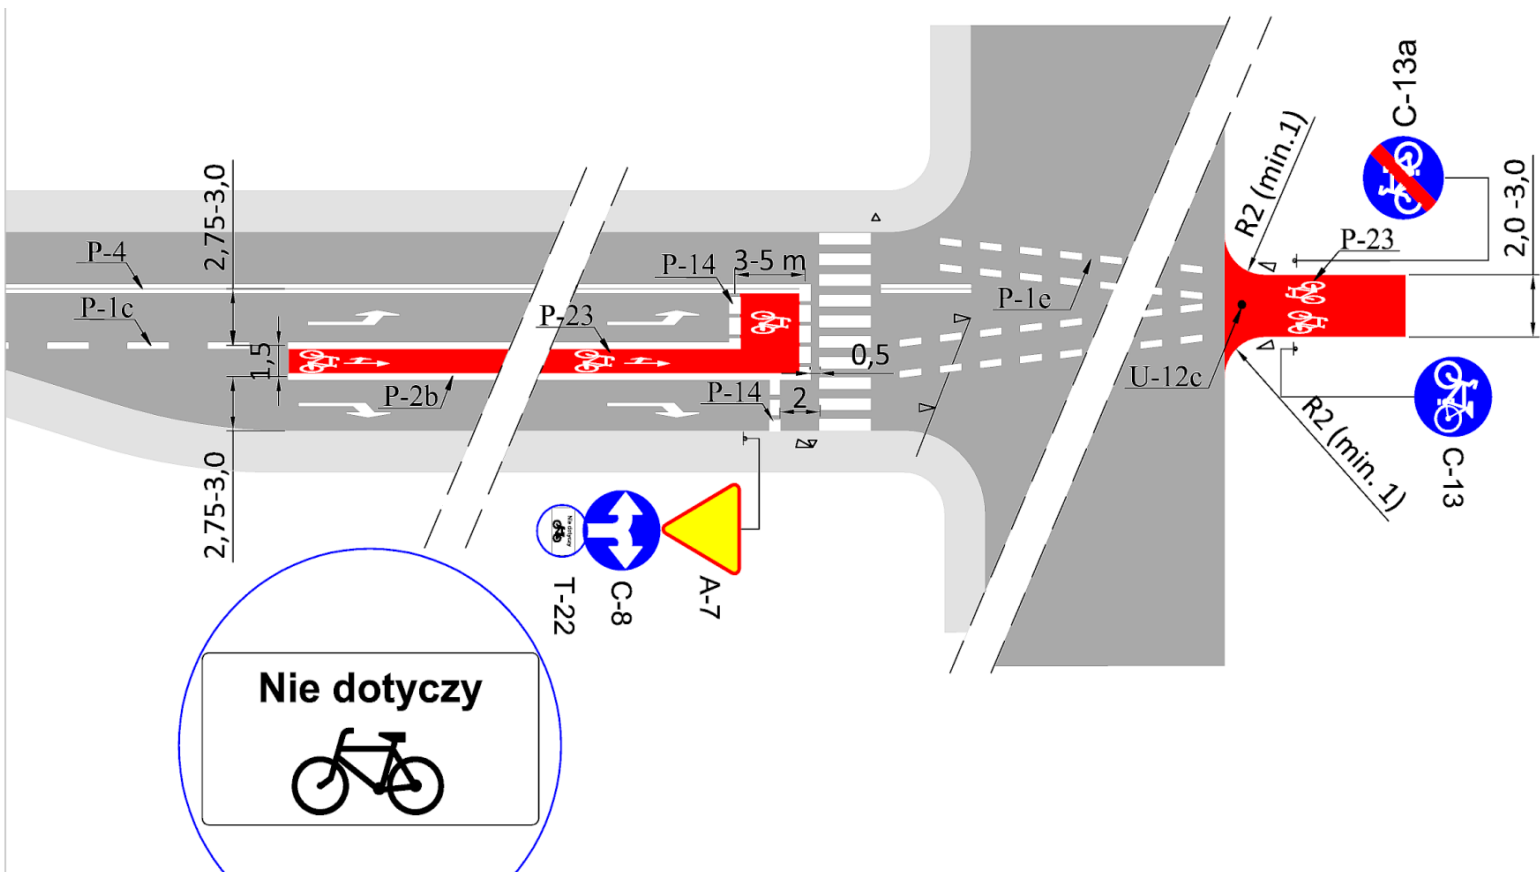 C-13a
2,75-3,0
R2 (min.1)
2,0 -3,0
P-4
P-14
3-5 m
P-23
P-1c
P-23
P-1e
1,5
0,5
P-2b
P-14
2
U-12c
R2 (min. 1)
C-13
2,75-3,0
Nie dotyczy
T-22
C-8
A-7
Nie dotyczy